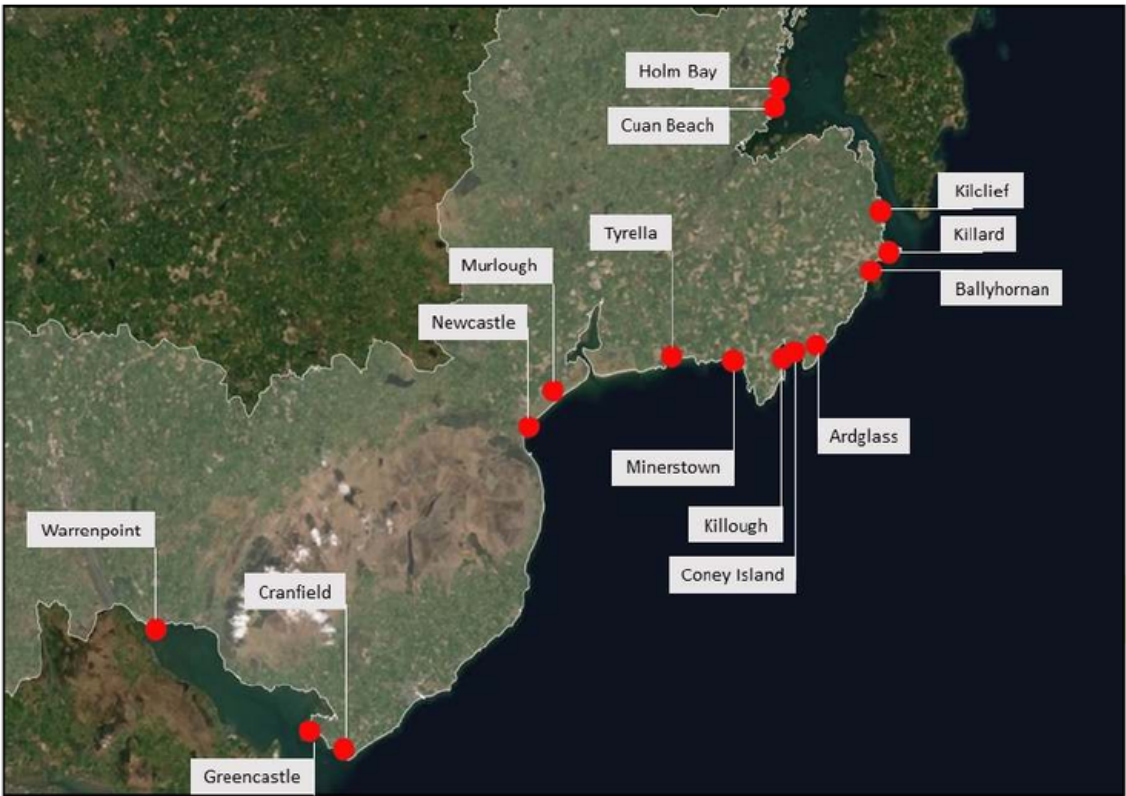 Holm Bay
Cuan Beach
Kilclief
Tyrella
Killard
Murlough
Ballyhornan
Newcastle
Ardglass
Minerstown
Killough
Warrenpoint
Coney Island
Cranfield
Greencastle